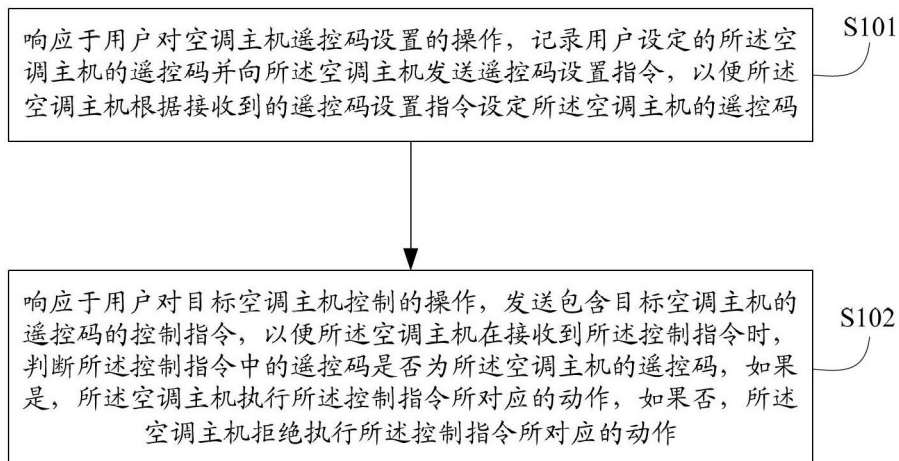 响应于用户对空调主机遥控码设置的操作，记录用户设定的所述空
调主机的遥控码并向所述空调主机发送遥控码设置指令，以便所述
空调主机根据接收到的遥控码设置指令设定所述空调主机的遥控码
S101
响应于用户对目标空调主机控制的操作，发送包含目标空调主机的
遥控码的控制指令，以便所述空调主机在接收到所述控制指令时，
判断所述控制指令中的遥控码是否为所述空调主机的遥控码，如果
是，所述空调主机执行所述控制指令所对应的动作，如果否，所述
空调主机拒绝执行所述控制指令所对应的动作
S102